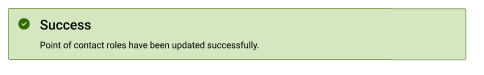 Success
Point of contact roles have been updated successfully.